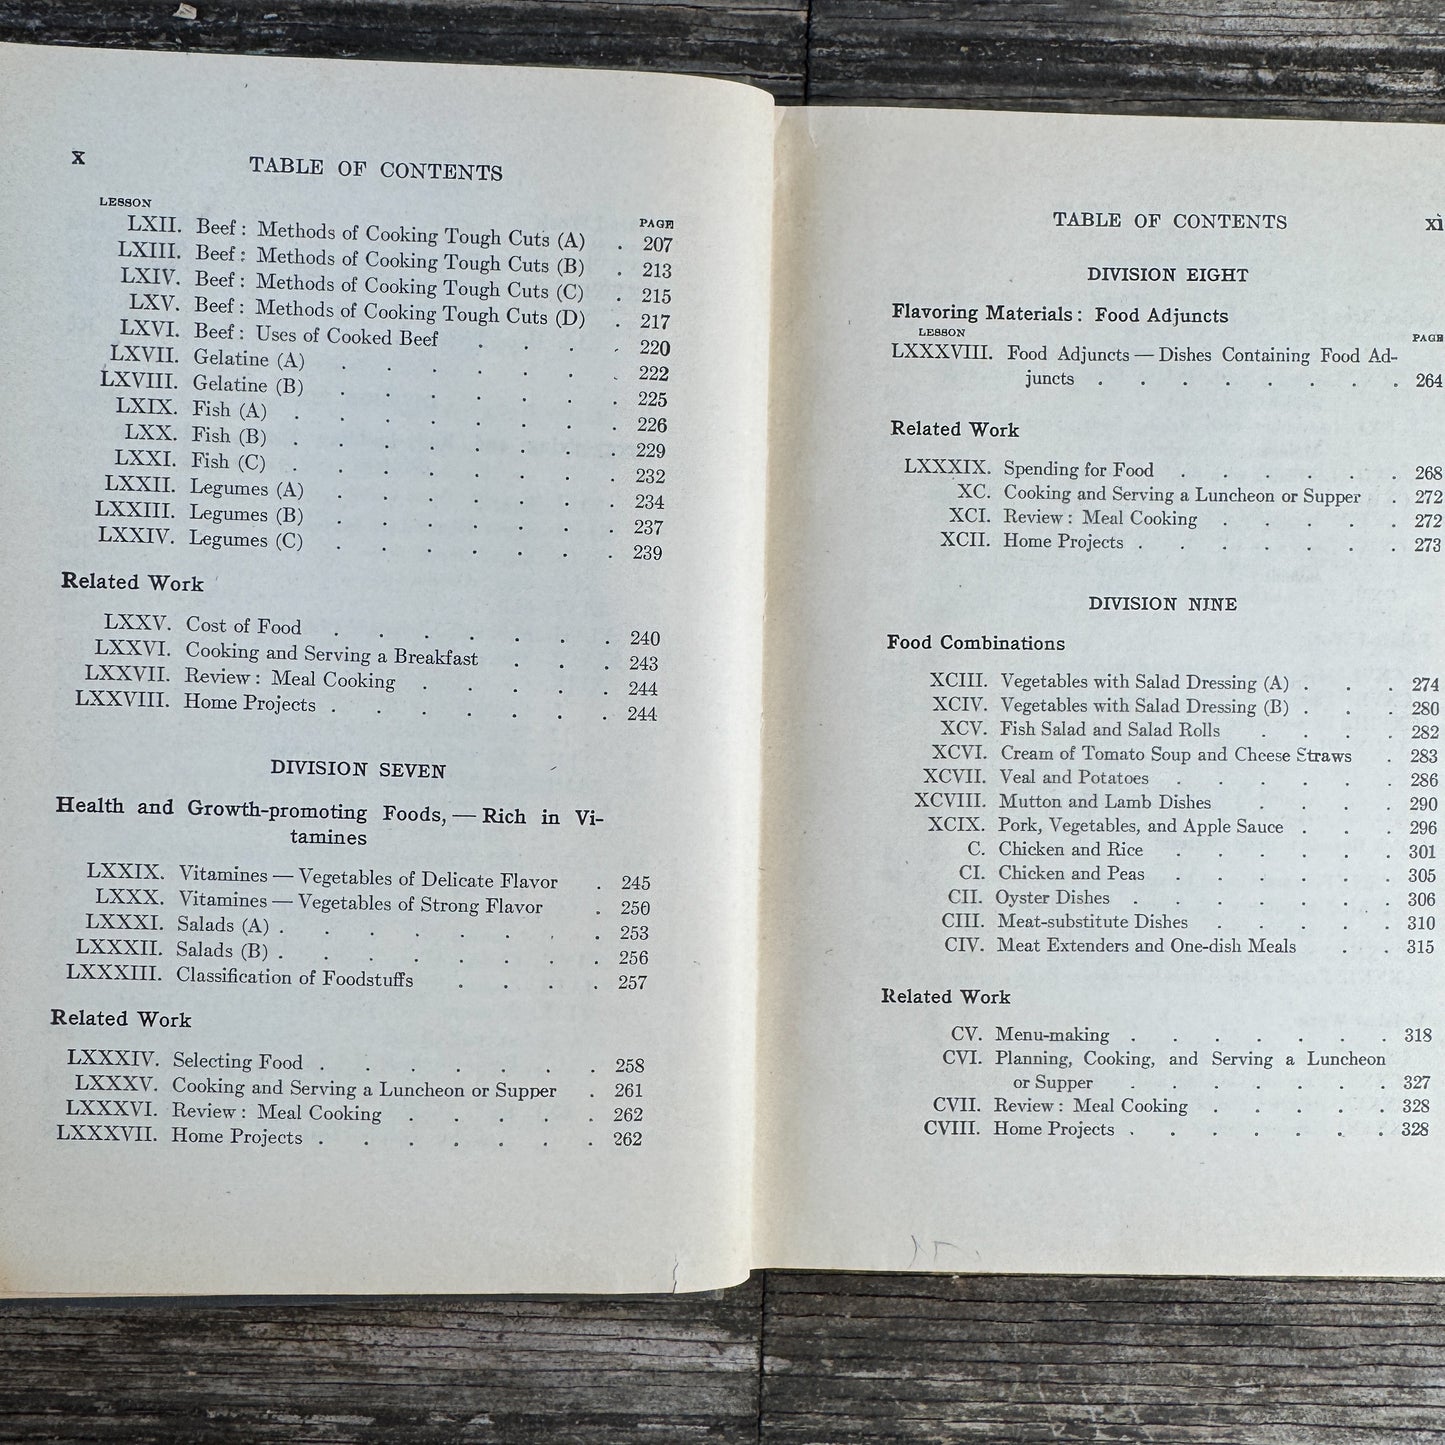 x
TABLE OF CONTENTS
LESSON PAGE
LXII. Beef: Methods of Cooking Tough Cuts (A) . 207
LXIII. Beef: Methods of Cooking Tough Cuts (B) . 213
LXIV. Beef: Methods of Cooking Tough Cuts (C) . 215
LXV. Beef: Methods of Cooking Tough Cuts (D) . 217
LXVI. Beef: Uses of Cooked Beef . . . . 220
LXVII. Gelatine (A) . . . . . . . 222
LXVIII. Gelatine (B) . . . . . . . 225
LXIX. Fish (A) . . . . . . . . 226
LXX. Fish (B) . . . . . . . . 229
LXXI. Fish (C) . . . . . . . . 232
LXXII. Legumes (A) . . . . . . . 234
LXXIII. Legumes (B) . . . . . . . 237
LXXIV. Legumes (C) . . . . . . . 239
Related Work
LXXV. Cost of Food . . . . . . . 240
LXXVI. Cooking and Serving a Breakfast . . . 243
LXXVII. Review: Meal Cooking . . . . . 244
LXXVIII. Home Projects . . . . . . . 244
DIVISION SEVEN
Health and Growth-promoting Foods, — Rich in Vi-
tamines
LXXIX. Vitamines — Vegetables of Delicate Flavor . 245
LXXX. Vitamines — Vegetables of Strong Flavor . 250
LXXXI. Salads (A) . . . . . . . . 253
LXXXII. Salads (B) . . . . . . . . 256
LXXXIII. Classification of Foodstuffs . . . . 257
Related Work
LXXXIV. Selecting Food . . . . . . . 258
LXXXV. Cooking and Serving a Luncheon or Supper . 261
LXXXVI. Review: Meal Cooking . . . . . 262
LXXXVII. Home Projects . . . . . . . 262
TABLE OF CONTENTS xi
DIVISION EIGHT
Flavoring Materials: Food Adjuncts
LESSON PAGE
LXXXVIII. Food Adjuncts — Dishes Containing Food Ad-
juncts . . . . . . . . 264
Related Work
LXXXIX. Spending for Food . . . . . . 268
XC. Cooking and Serving a Luncheon or Supper . 272
XCI. Review: Meal Cooking . . . . . 272
XCII. Home Projects . . . . . . . 273
DIVISION NINE
Food Combinations
XCIII. Vegetables with Salad Dressing (A) . . . 274
XCIV. Vegetables with Salad Dressing (B) . . . 280
XCV. Fish Salad and Salad Rolls . . . . 282
XCVI. Cream of Tomato Soup and Cheese Straws . 283
XCVII. Veal and Potatoes . . . . . . 286
XCVIII. Mutton and Lamb Dishes . . . . 290
XCIX. Pork, Vegetables, and Apple Sauce . . . 296
C. Chicken and Rice . . . . . . 301
CI. Chicken and Peas . . . . . . 305
CII. Oyster Dishes . . . . . . . 306
CIII. Meat-substitute Dishes . . . . . 310
CIV. Meat Extenders and One-dish Meals . . 315
Related Work
CV. Menu-making . . . . . . . 318
CVI. Planning, Cooking, and Serving a Luncheon
or Supper . . . . . . . 327
CVII. Review: Meal Cooking . . . . . 328
CVIII. Home Projects . . . . . . . 328